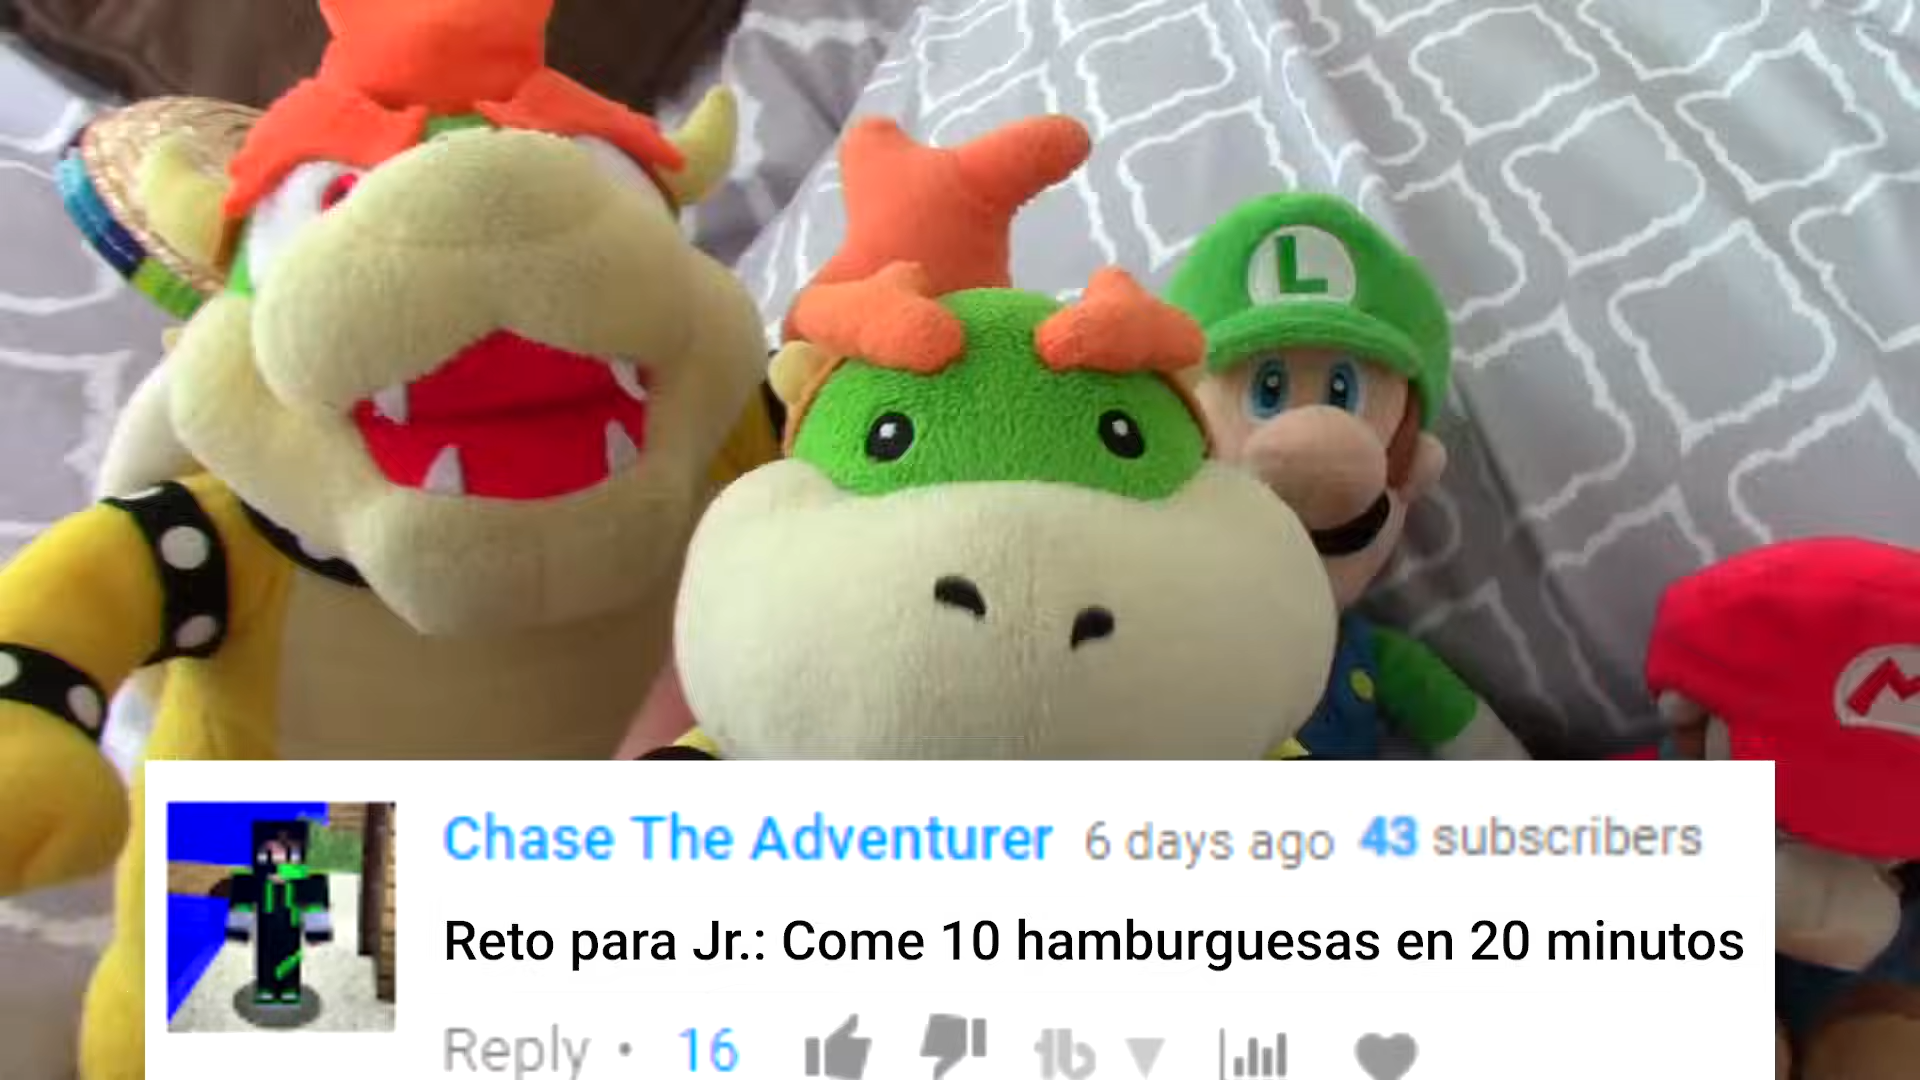 L
M
Chase The Adventurer 6 days ago 43 subscribers
Reto para Jr.: Come 10 hamburguesas en 20 minutos
Reply • 16